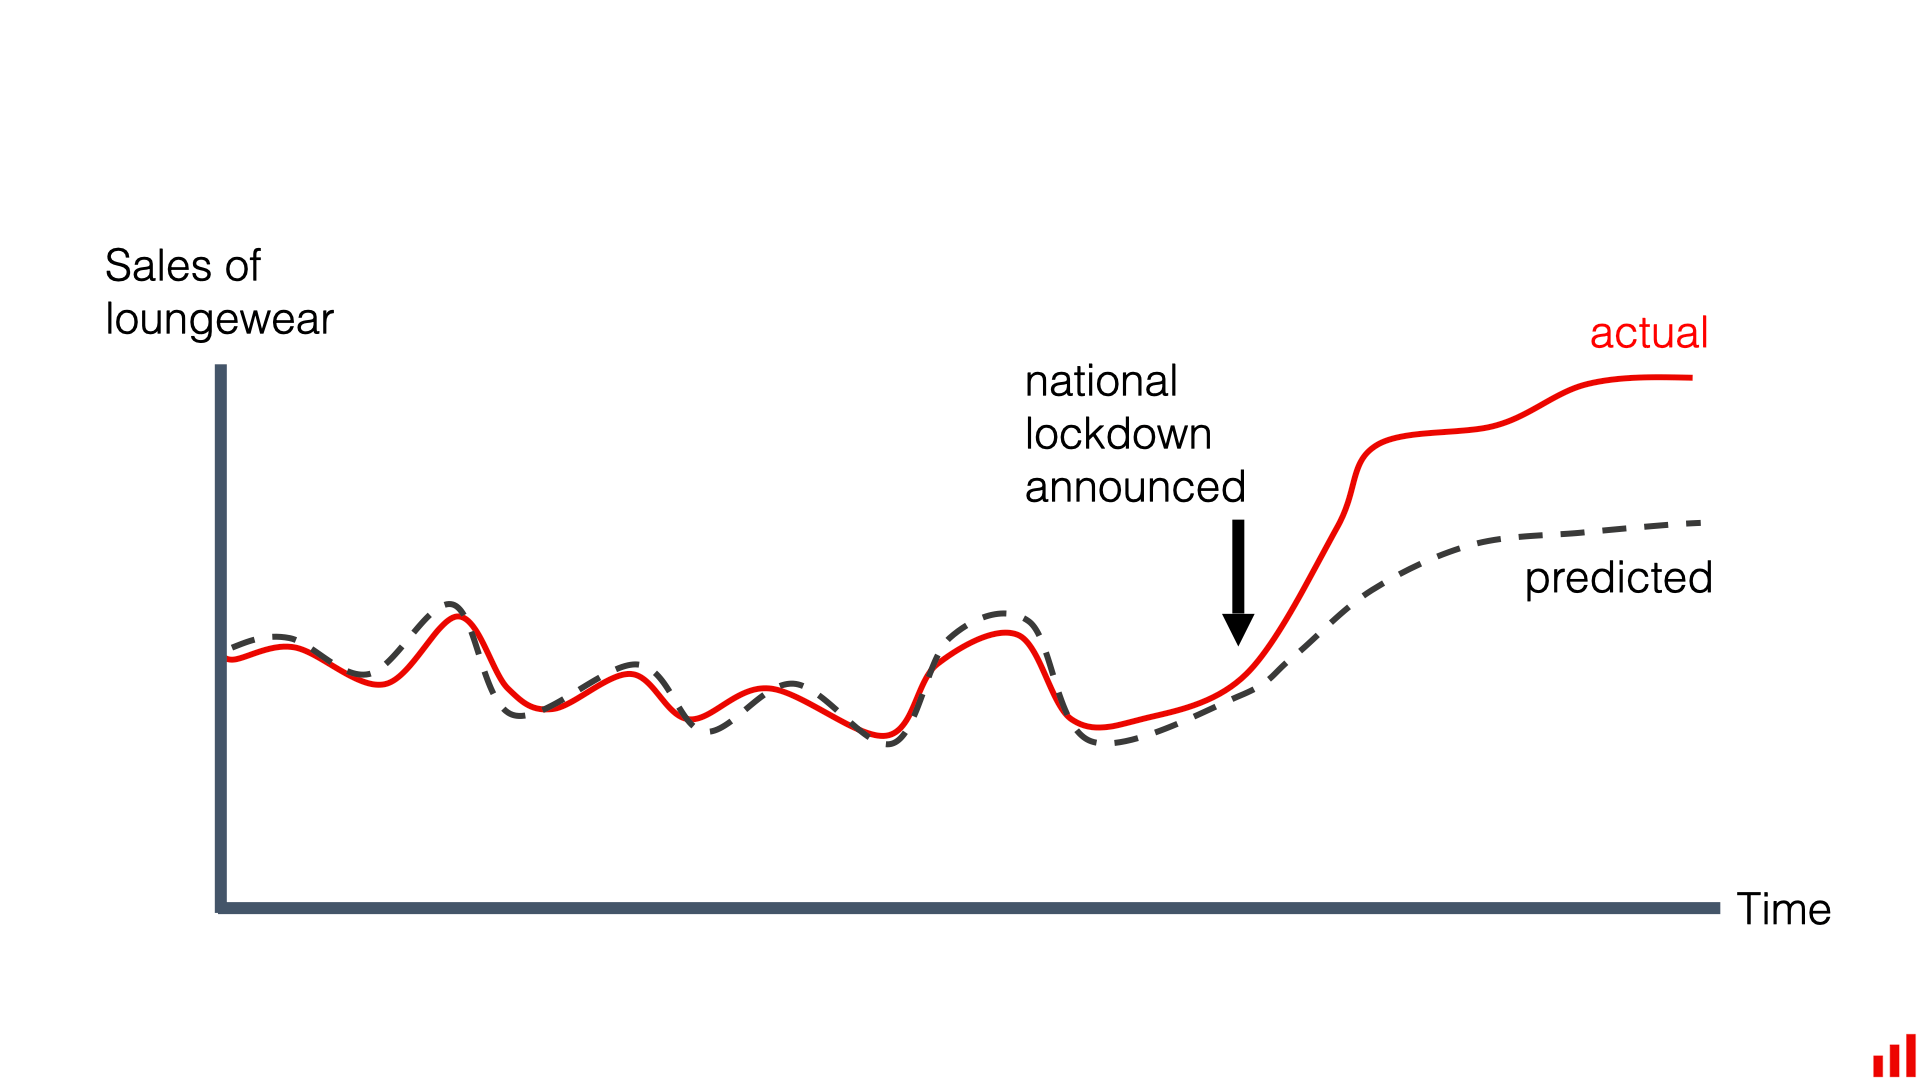 Sales of
loungewear
national
lockdown
announced
actual
predicted
Time